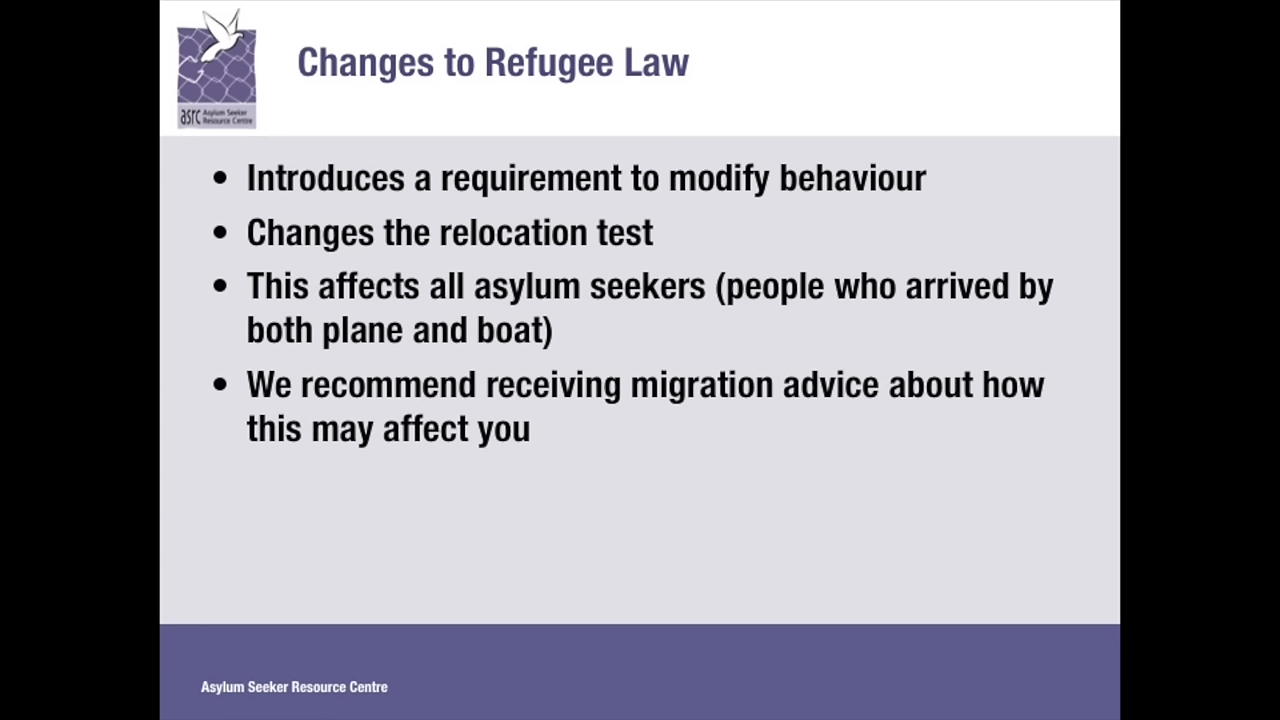 Changes to Refugee Law
asrc Asylum Seeker
Resource Centre
• Introduces a requirement to modify behaviour
• Changes the relocation test
• This affects all asylum seekers (people who arrived by
both plane and boat)
• We recommend receiving migration advice about how
this may affect you
Asylum Seeker Resource Centre